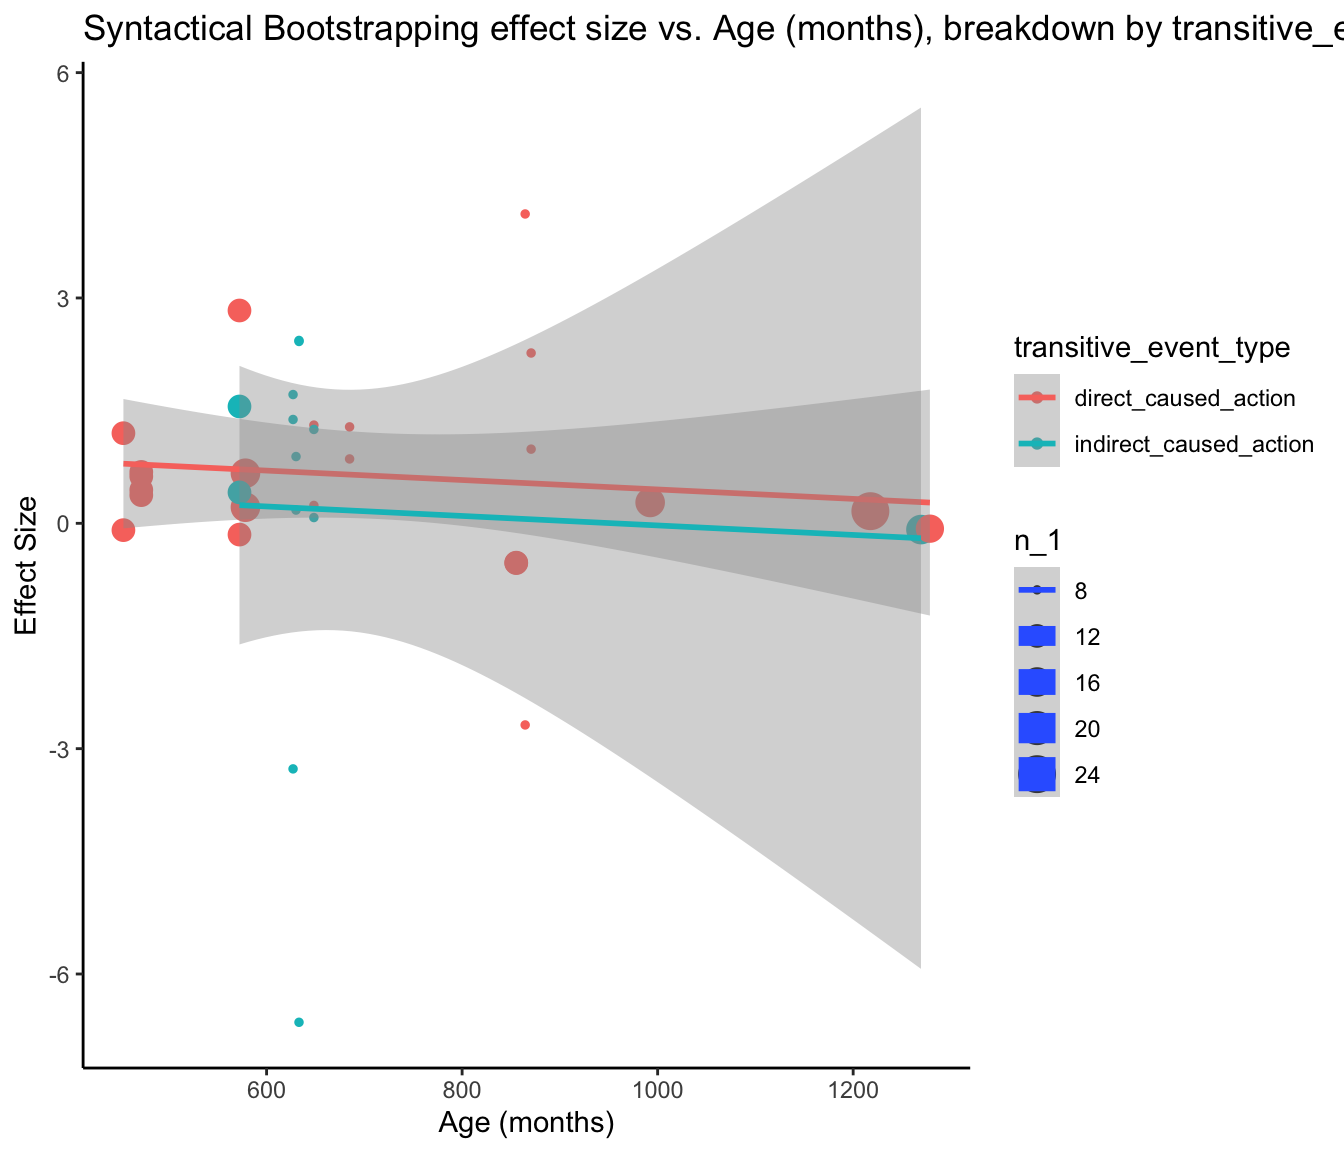 Syntactical Bootstrapping effect size vs. Age (months), breakdown by transitive_e
6
3
0
-3
-6
Effect Size
600 800 1000 1200
Age (months)
transitive_event_type
direct_caused_action
indirect_caused_action
n_1
8
12
16
20
24